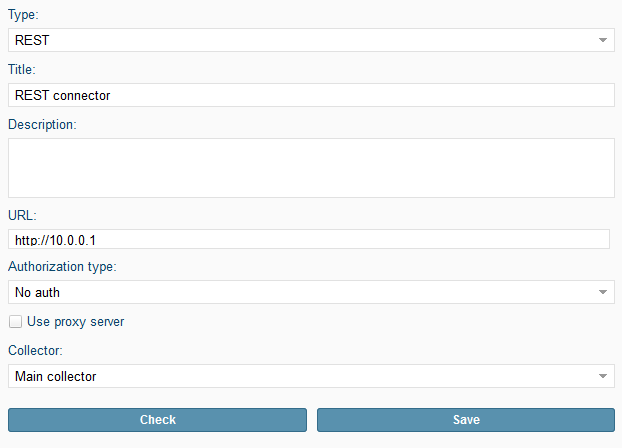 Type:
REST
Title:
REST connector
Description:
URL:
http://10.0.0.1
Authorization type:
No auth
Use proxy server
Collector:
Main collector
Check Save